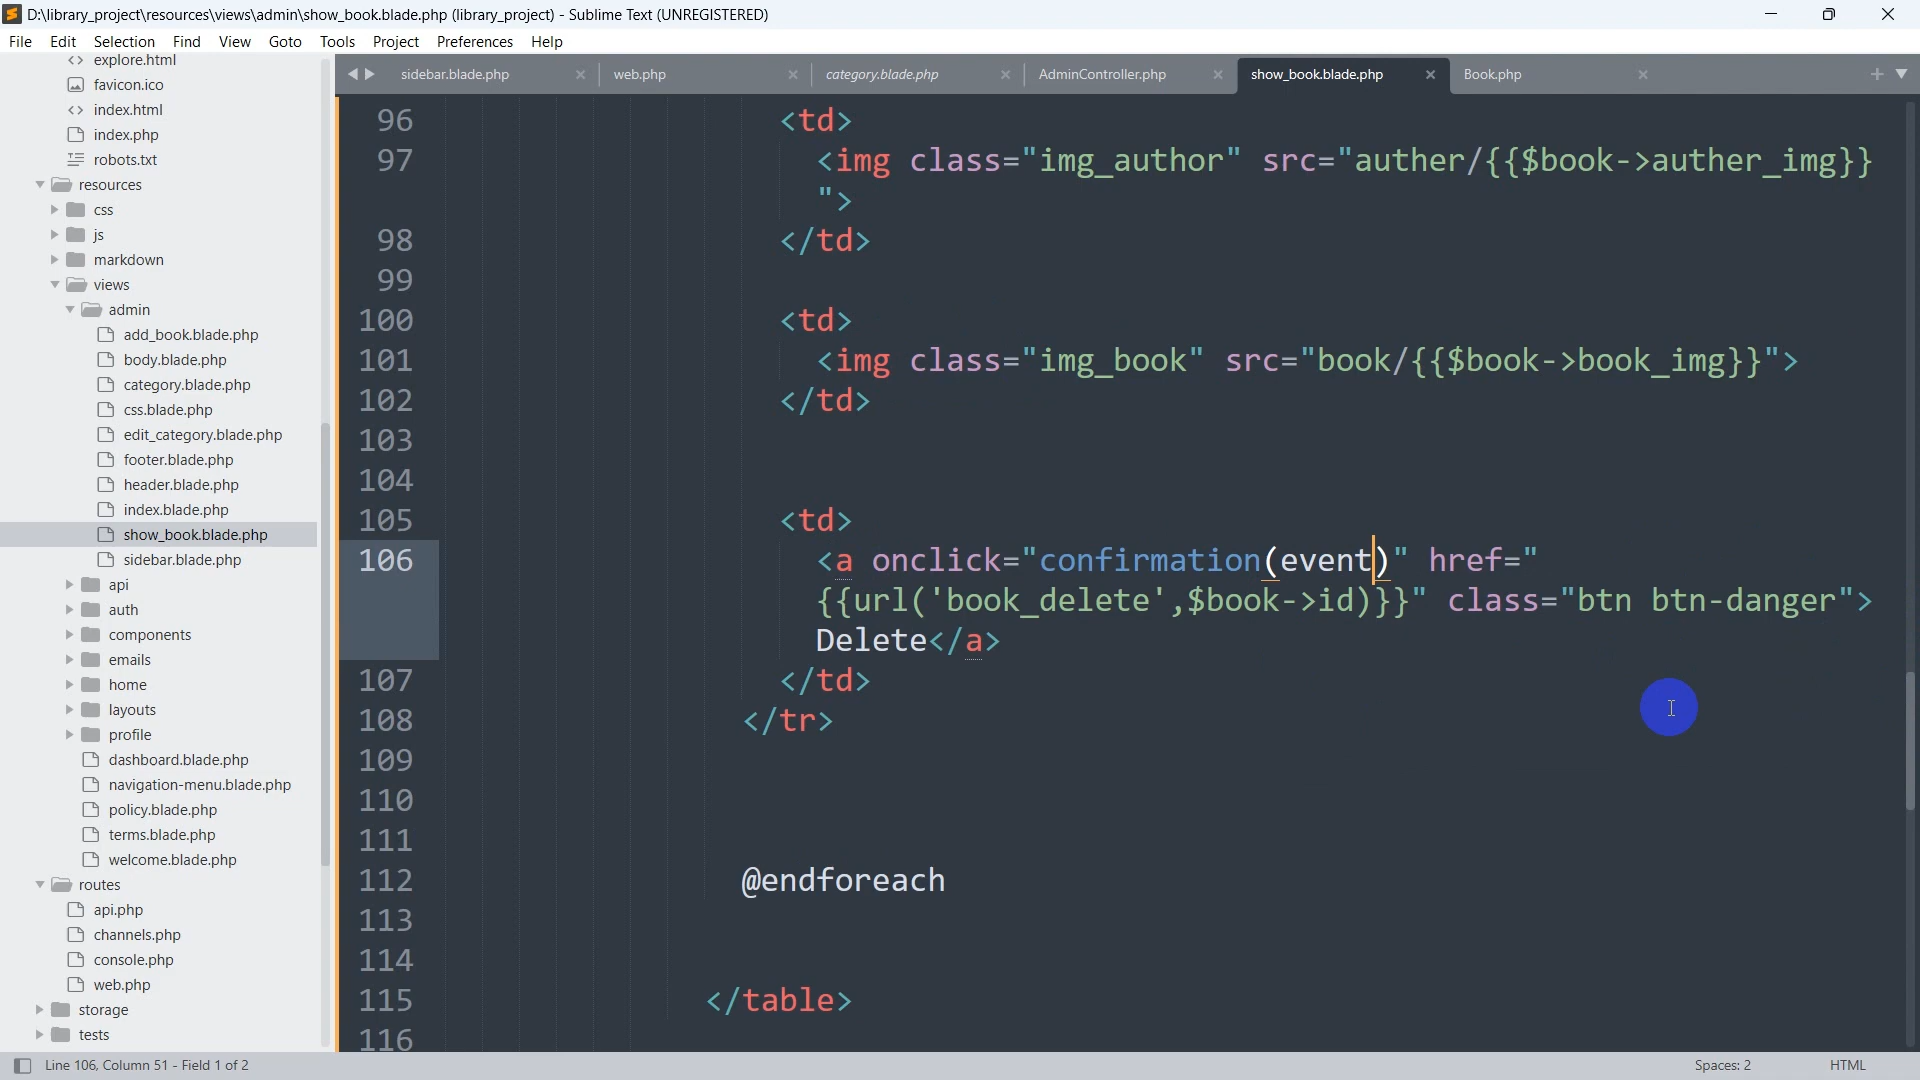 D:\library_project\resources\views\admin\show_book.blade.php (library_project) - Sublime Text (UNREGISTERED)
File Edit Selection Find View Goto Tools Project Preferences Help
explore.html
favicon.ico
index.html
index.php
robots.txt
resources
css
js
markdown
views
admin
add_book.blade.php
body.blade.php
category.blade.php
css.blade.php
edit_category.blade.php
footer.blade.php
header.blade.php
index.blade.php
show_book.blade.php
sidebar.blade.php
api
auth
components
emails
home
layouts
profile
dashboard.blade.php
navigation-menu.blade.php
policy.blade.php
terms.blade.php
welcome.blade.php
routes
api.php
channels.php
console.php
web.php
storage
tests
sidebar.blade.php web.php category.blade.php AdminController.php show_book.blade.php Book.php
96 <td>
97 <img class="img_author" src="auther/{{$book->auther_img}}
">
98 </td>
99
100 <td>
101 <img class="img_book" src="book/{{$book->book_img}}">
102 </td>
103
104
105 <td>
106 <a onclick="confirmation(event)" href="
{{url('book_delete',$book->id)}}" class="btn btn-danger">
Delete</a>
107 </td>
108 </tr>
109
110
111
112 @endforeach
113
114
115 </table>
116
Line 106, Column 51 - Field 1 of 2 Spaces: 2 HTML